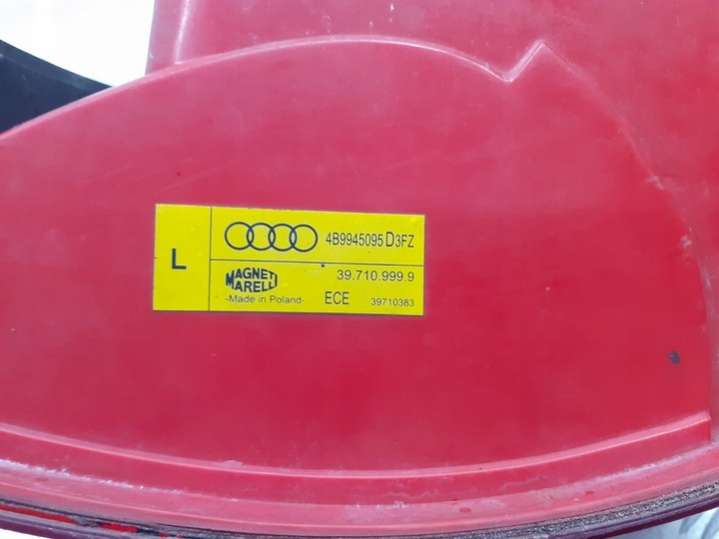 L
4B9945095 D3FZ
MAGNETI
MARELLI
39.710.999.9
-Made in Poland-
ECE
39710383